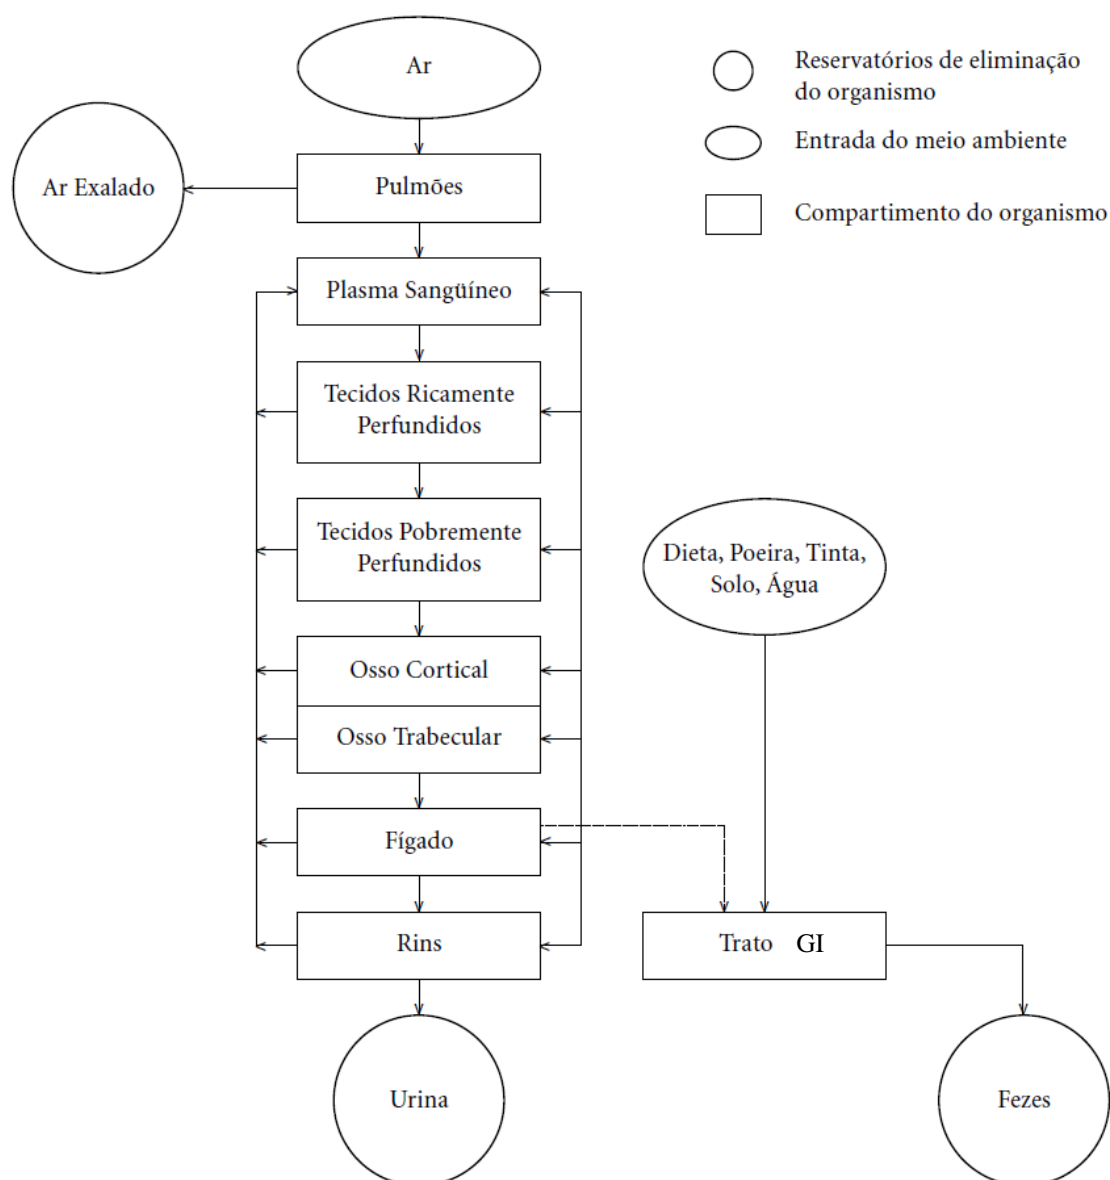 Ar
Reservatórios de eliminação
do organismo
Entrada do meio ambiente
Compartimento do organismo
Ar Exalado
Pulmões
Plasma Sangüíneo
Tecidos Ricamente
Perfundidos
Tecidos Pobremente
Perfundidos
Dieta, Poeira, Tinta,
Solo, Água
Osso Cortical
Osso Trabecular
Fígado
Rins
Trato GI
Urina
Fezes